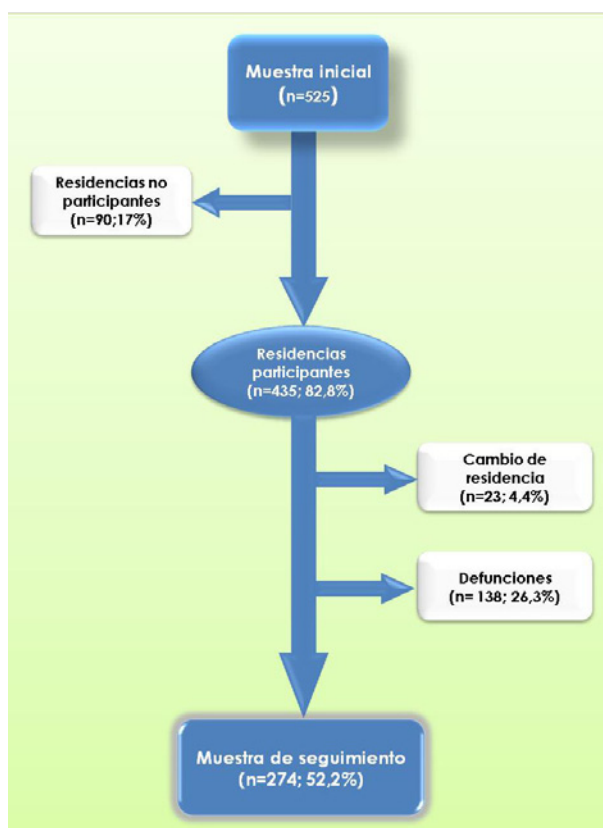 Muestra inicial
(n=525)
Residencias no
participantes
(n=90;17%)
Residencias
participantes
(n=435; 82,8%)
Cambio de
residencia
(n=23; 4,4%)
Defunciones
(n= 138; 26,3%)
Muestra de seguimiento
(n=274; 52,2%)